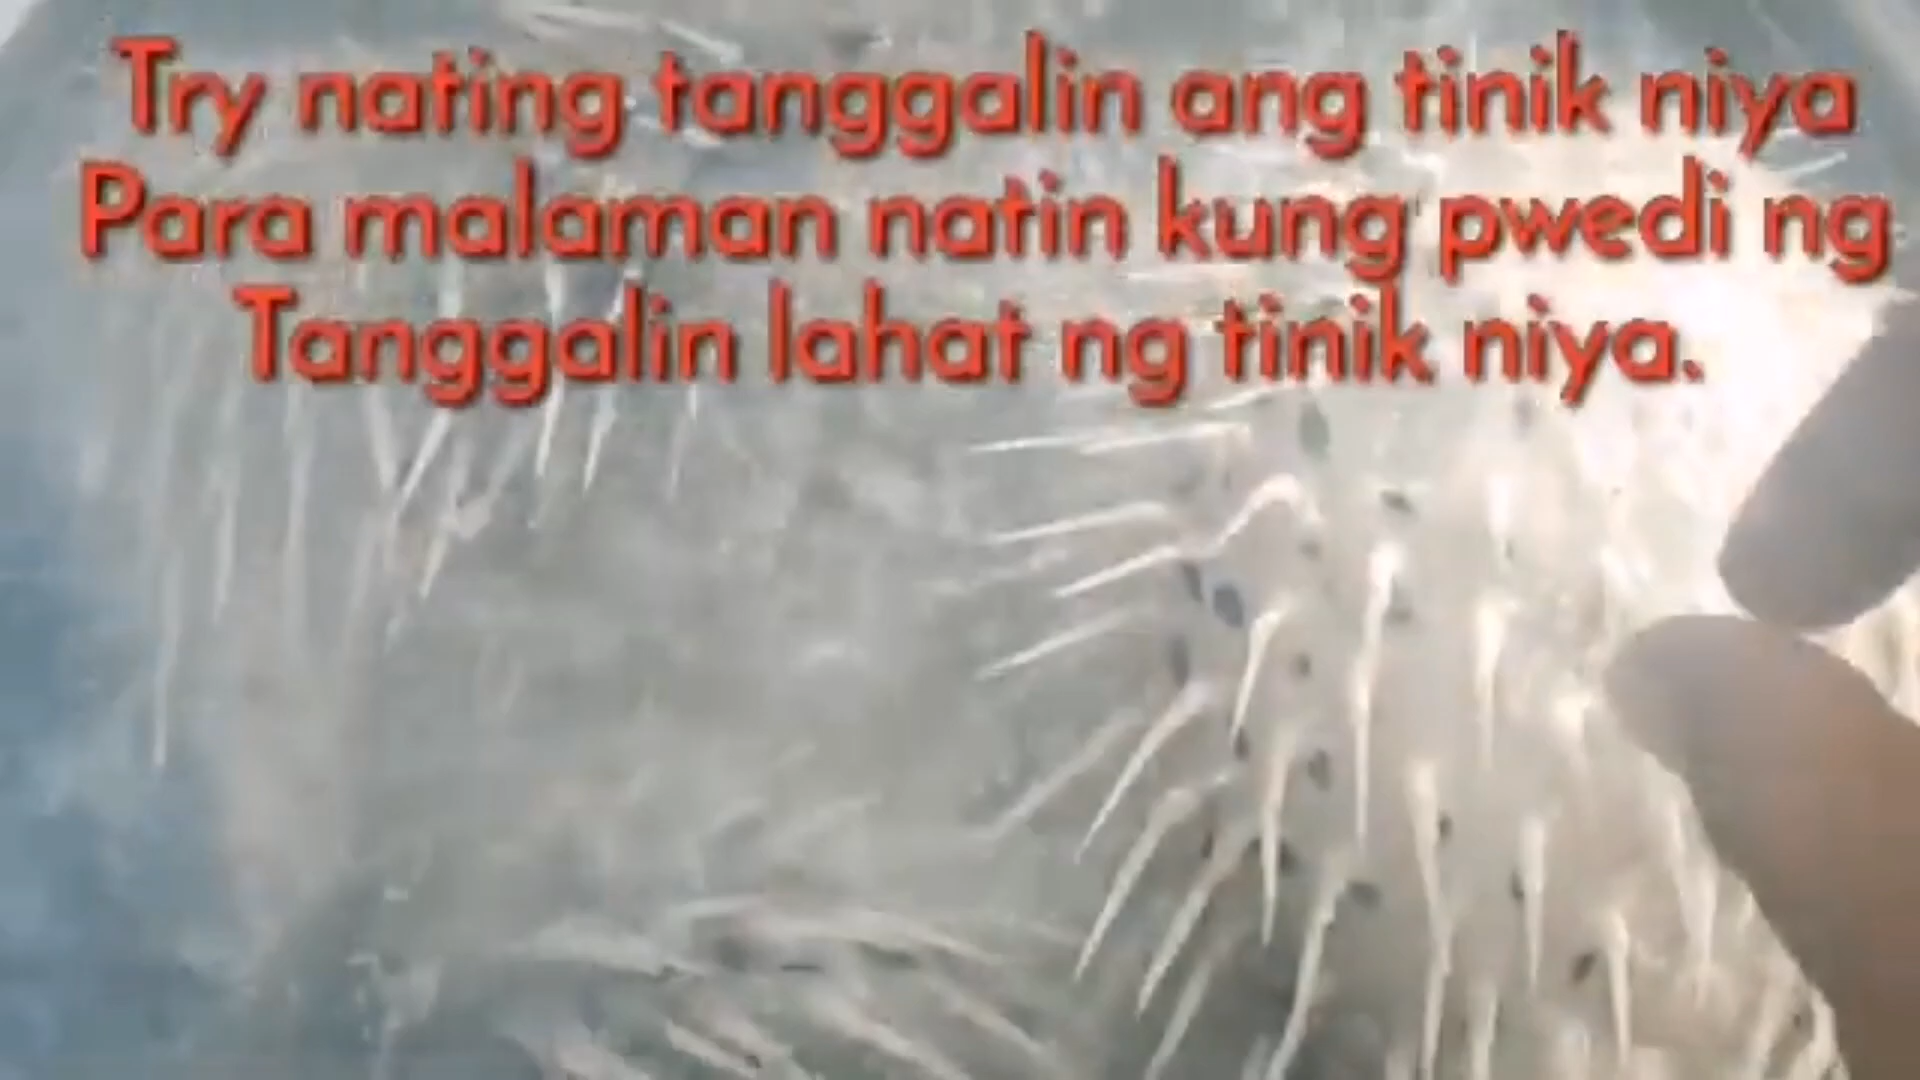 Try nating tanggalin ang tinik niya
Para malaman natin kung pwedi ng
Tanggalin lahat ng tinik niya.